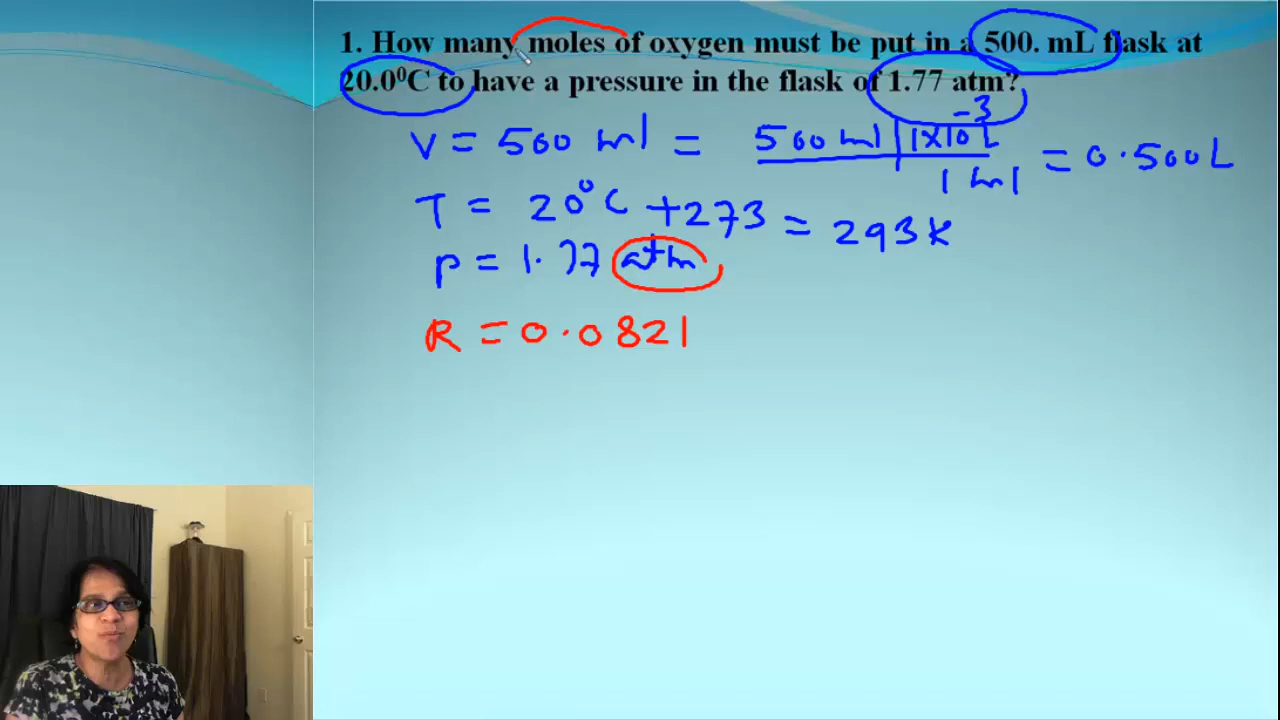 1. How many moles of oxygen must be put in a 500. mL flask at
20.0⁰C to have a pressure in the flask of 1.77 atm?
V = 500 ml = 500 ml | 1x10⁻³ L / 1 ml = 0.500L
T = 20⁰C + 273 = 293 K
P = 1.77 atm
R = 0.0821